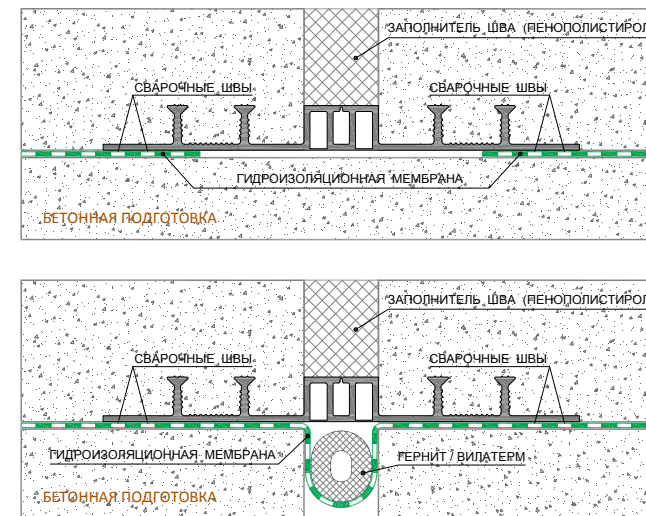 ЗАПОЛНИТЕЛЬ ШВА (ПЕНОПОЛИСТИРОЛ
СВАРОЧНЫЕ ШВЫ
СВАРОЧНЫЕ ШВЫ
ГИДРОИЗОЛЯЦИОННАЯ МЕМБРАНА
БЕТОННАЯ ПОДГОТОВКА
ЗАПОЛНИТЕЛЬ ШВА (ПЕНОПОЛИСТИРОЛ
СВАРОЧНЫЕ ШВЫ
СВАРОЧНЫЕ ШВЫ
ГИДРОИЗОЛЯЦИОННАЯ МЕМБРАНА
ГЕРНИТ / ВИЛАТЕРМ
БЕТОННАЯ ПОДГОТОВКА